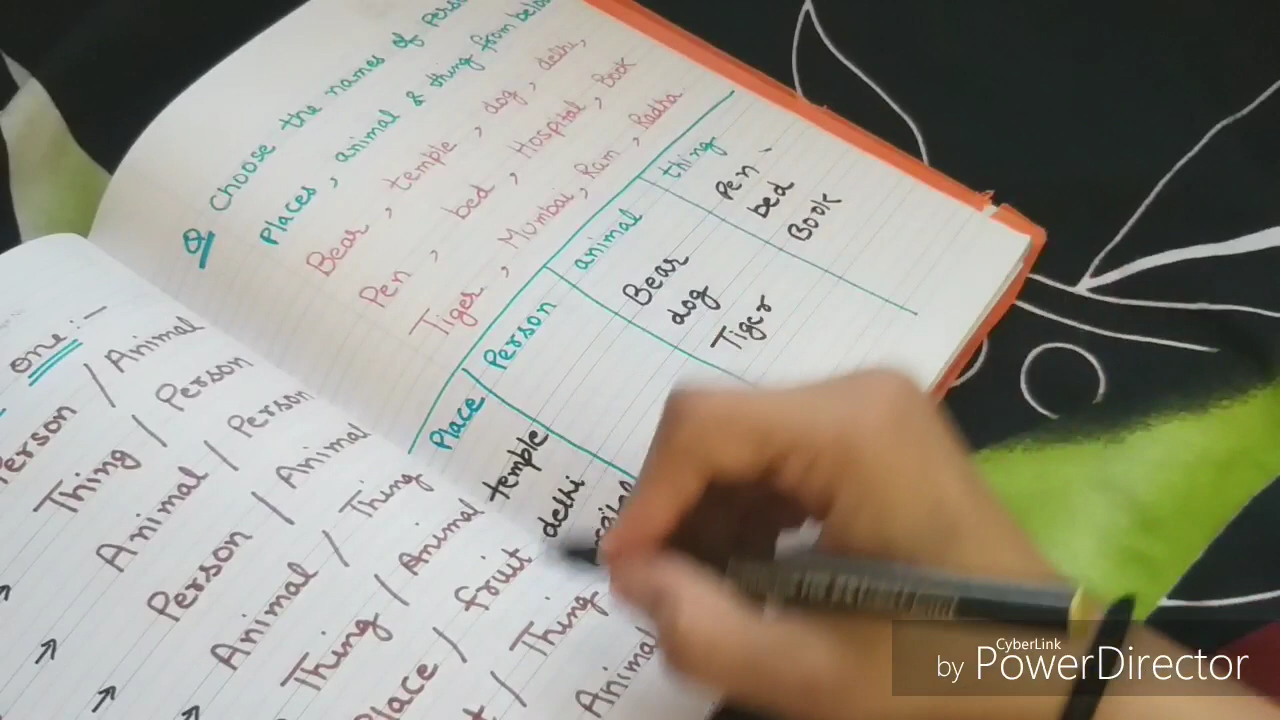 Q Choose the names of
Places, animal & thing from
Bear, temple, dog, delhi,
Pen, bed, Hospital, Book
Tiger, Mumbai, Ram, Radha
Place Person animal thing
temple Bear Pen
delhi dog bed
Tiger Book
one:-
Person / Animal
Thing / Person
Animal / Person
Person / Animal
Animal / Thing
Thing / Animal
Place / fruit
/ Thing
Animal
CyberLink
by PowerDirector